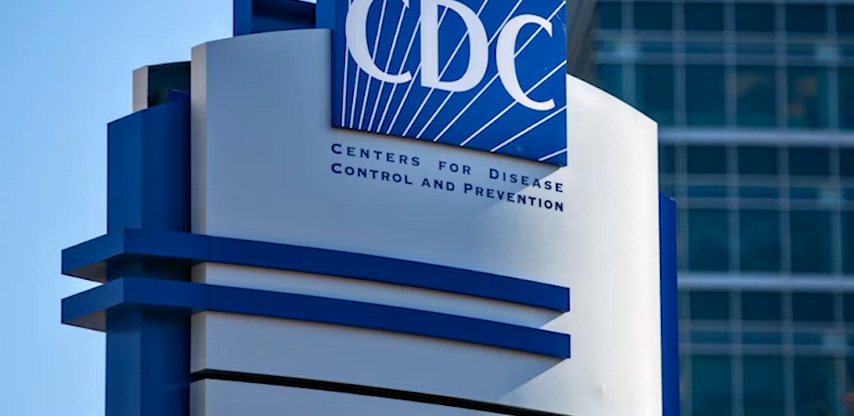 CDC
CENTERS FOR DISEASE
CONTROL AND PREVENTION